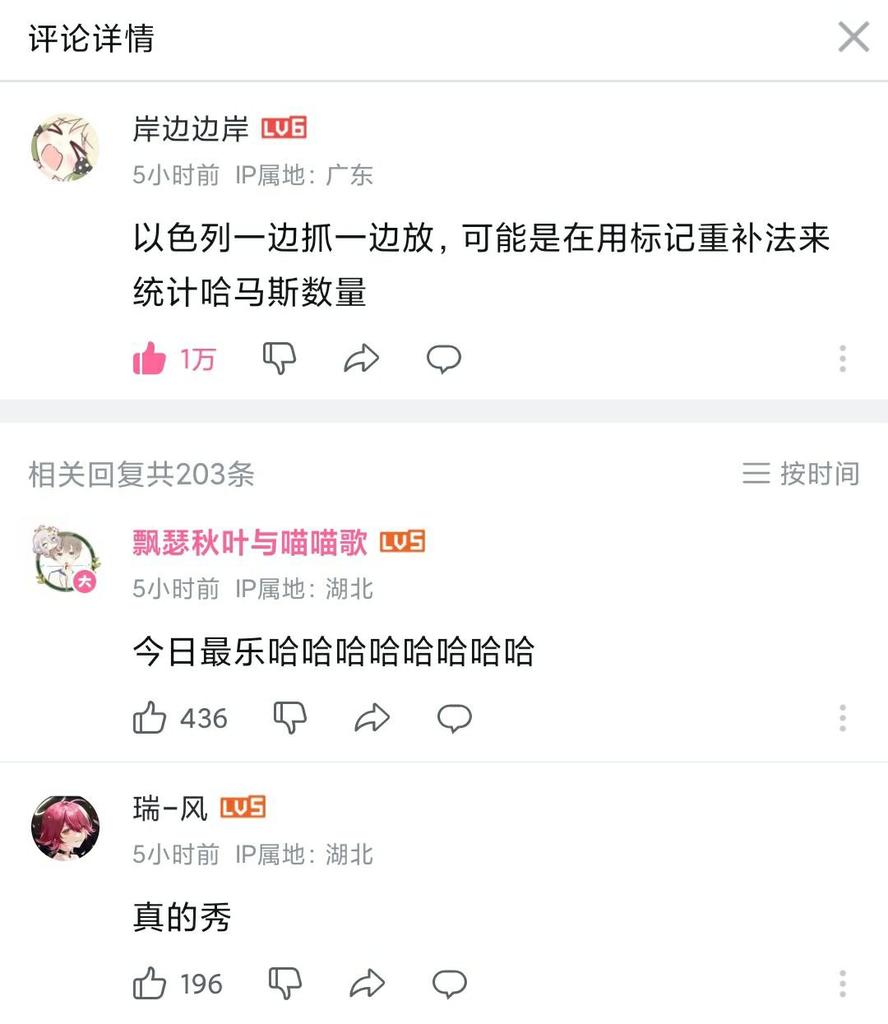 评论详情
岸边边岸 LV6
5小时前 IP属地：广东
以色列一边抓一边放，可能是在用标记重补法来
统计哈马斯数量
1万
相关回复共203条 按时间
飘瑟秋叶与喵喵歌 LV5
大
5小时前 IP属地：湖北
今日最乐哈哈哈哈哈哈哈哈
436
瑞-风 LV5
5小时前 IP属地：湖北
真的秀
196